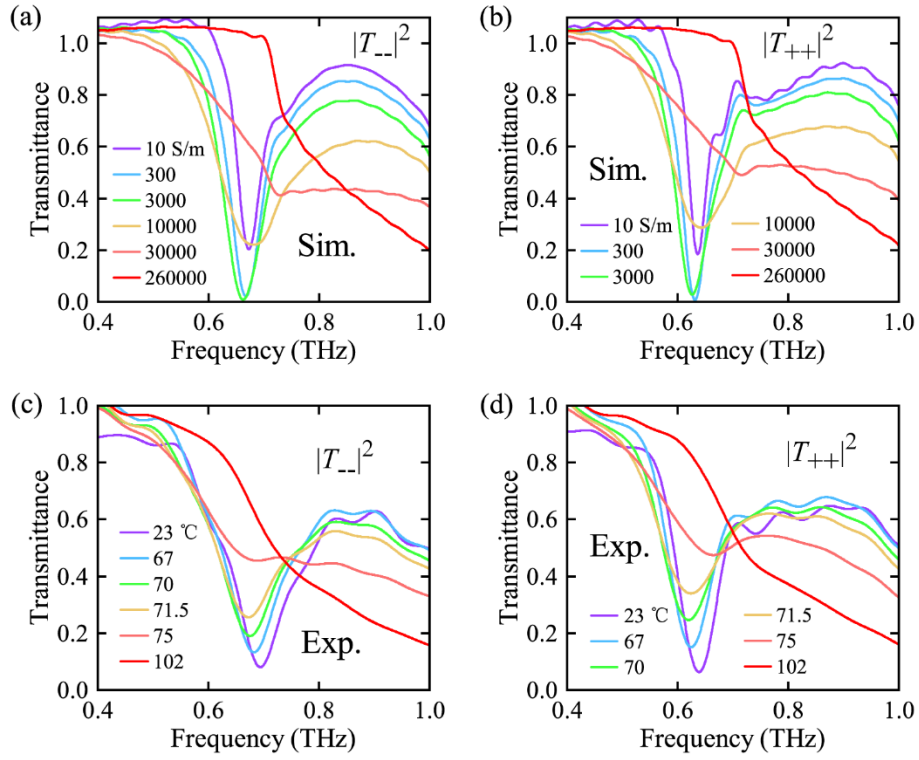 (a)
|T₋₋|²
Transmittance
1.0
0.8
0.6
0.4
0.2
0.0
10 S/m
300
3000
10000
30000
260000
Sim.
0.4 0.6 0.8 1.0
Frequency (THz)
(b)
|T₊₊|²
Transmittance
1.0
0.8
0.6
0.4
0.2
0.0
Sim.
10 S/m
300
3000
10000
30000
260000
0.4 0.6 0.8 1.0
Frequency (THz)
(c)
|T₋₋|²
Transmittance
1.0
0.8
0.6
0.4
0.2
0.0
23 ℃
67
70
71.5
75
102
Exp.
0.4 0.6 0.8 1.0
Frequency (THz)
(d)
|T₊₊|²
Transmittance
1.0
0.8
0.6
0.4
0.2
0.0
Exp.
23 ℃
67
70
71.5
75
102
0.4 0.6 0.8 1.0
Frequency (THz)